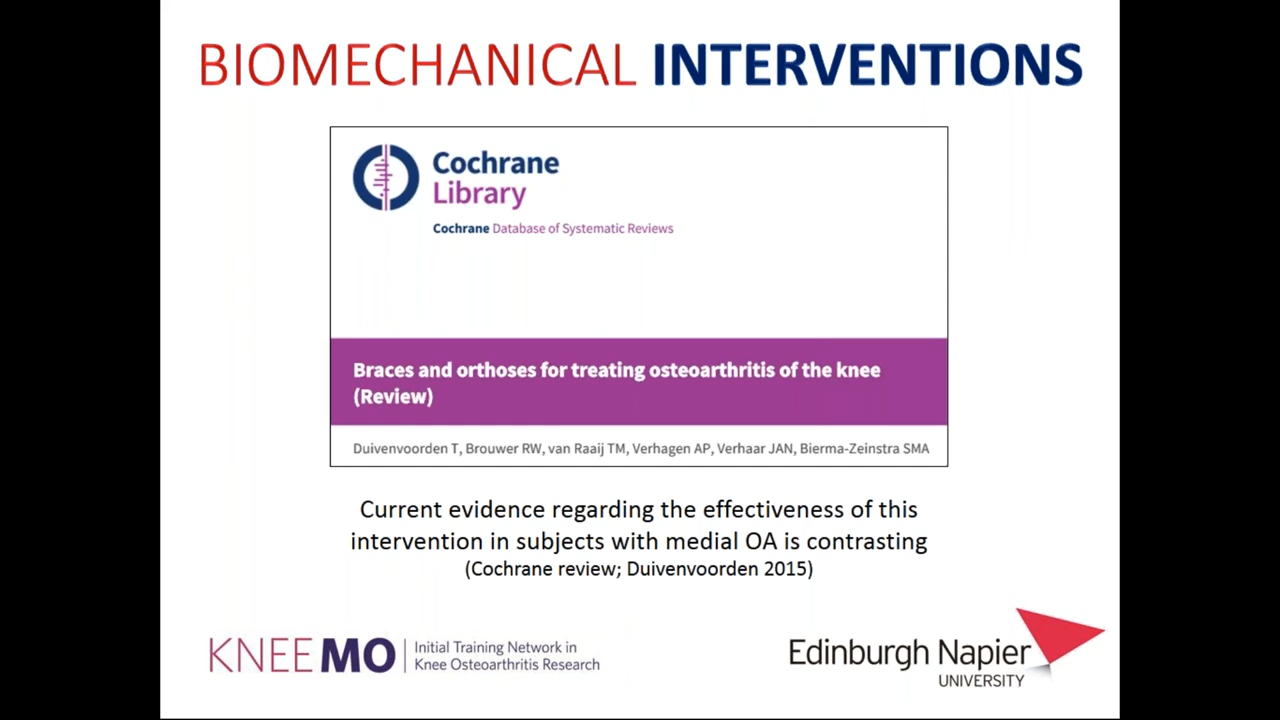 BIOMECHANICAL INTERVENTIONS
Cochrane
Library
Cochrane Database of Systematic Reviews
Braces and orthoses for treating osteoarthritis of the knee
(Review)
Duivenvoorden T, Brouwer RW, van Raaij TM, Verhagen AP, Verhaar JAN, Bierma-Zeinstra SMA
Current evidence regarding the effectiveness of this
intervention in subjects with medial OA is contrasting
(Cochrane review; Duivenvoorden 2015)
KNEEMO
Initial Training Network in
Knee Osteoarthritis Research
Edinburgh Napier
UNIVERSITY